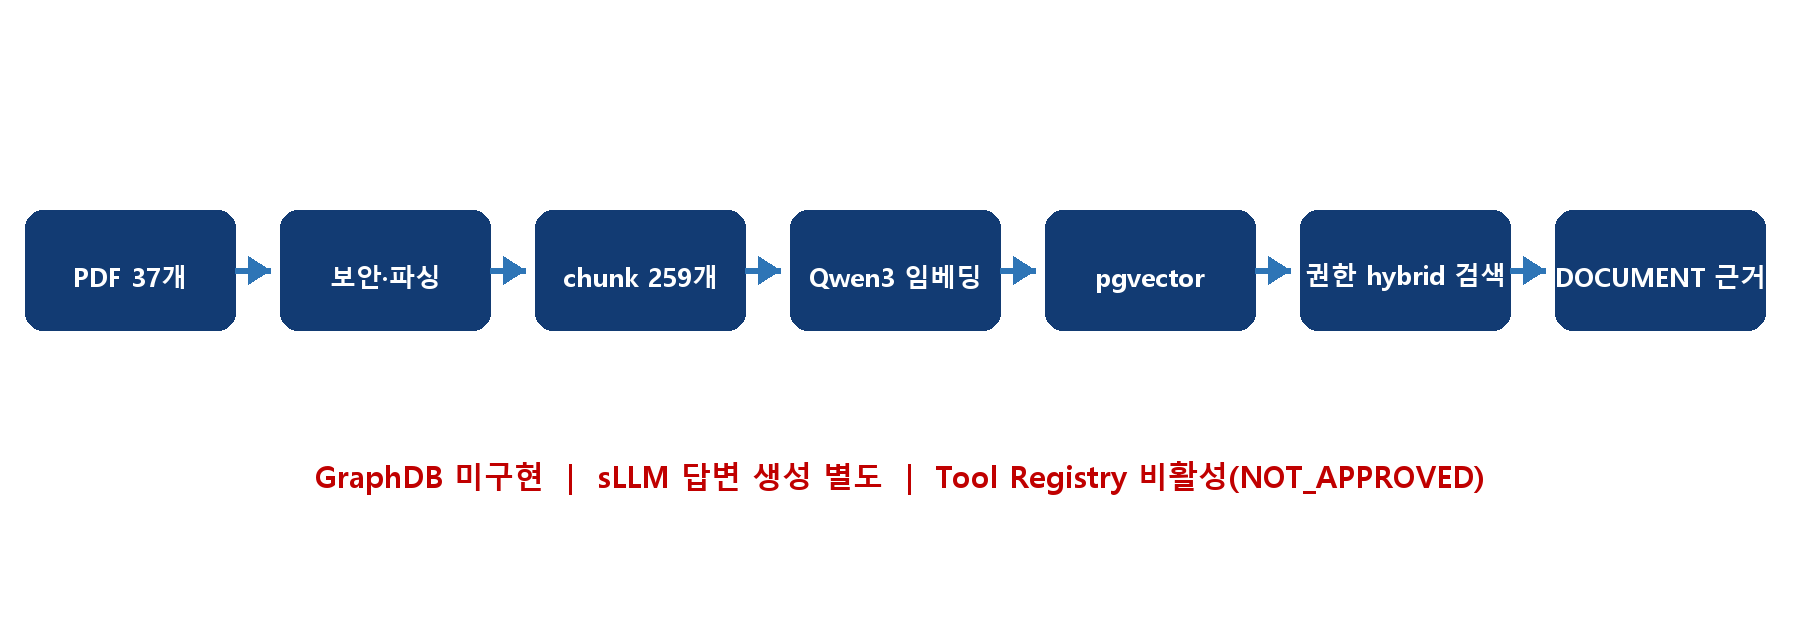 PDF 37개
보안·파싱
chunk 259개
Qwen3 임베딩
pgvector
권한 hybrid 검색
DOCUMENT 근거
GraphDB 미구현 | sLLM 답변 생성 별도 | Tool Registry 비활성(NOT_APPROVED)